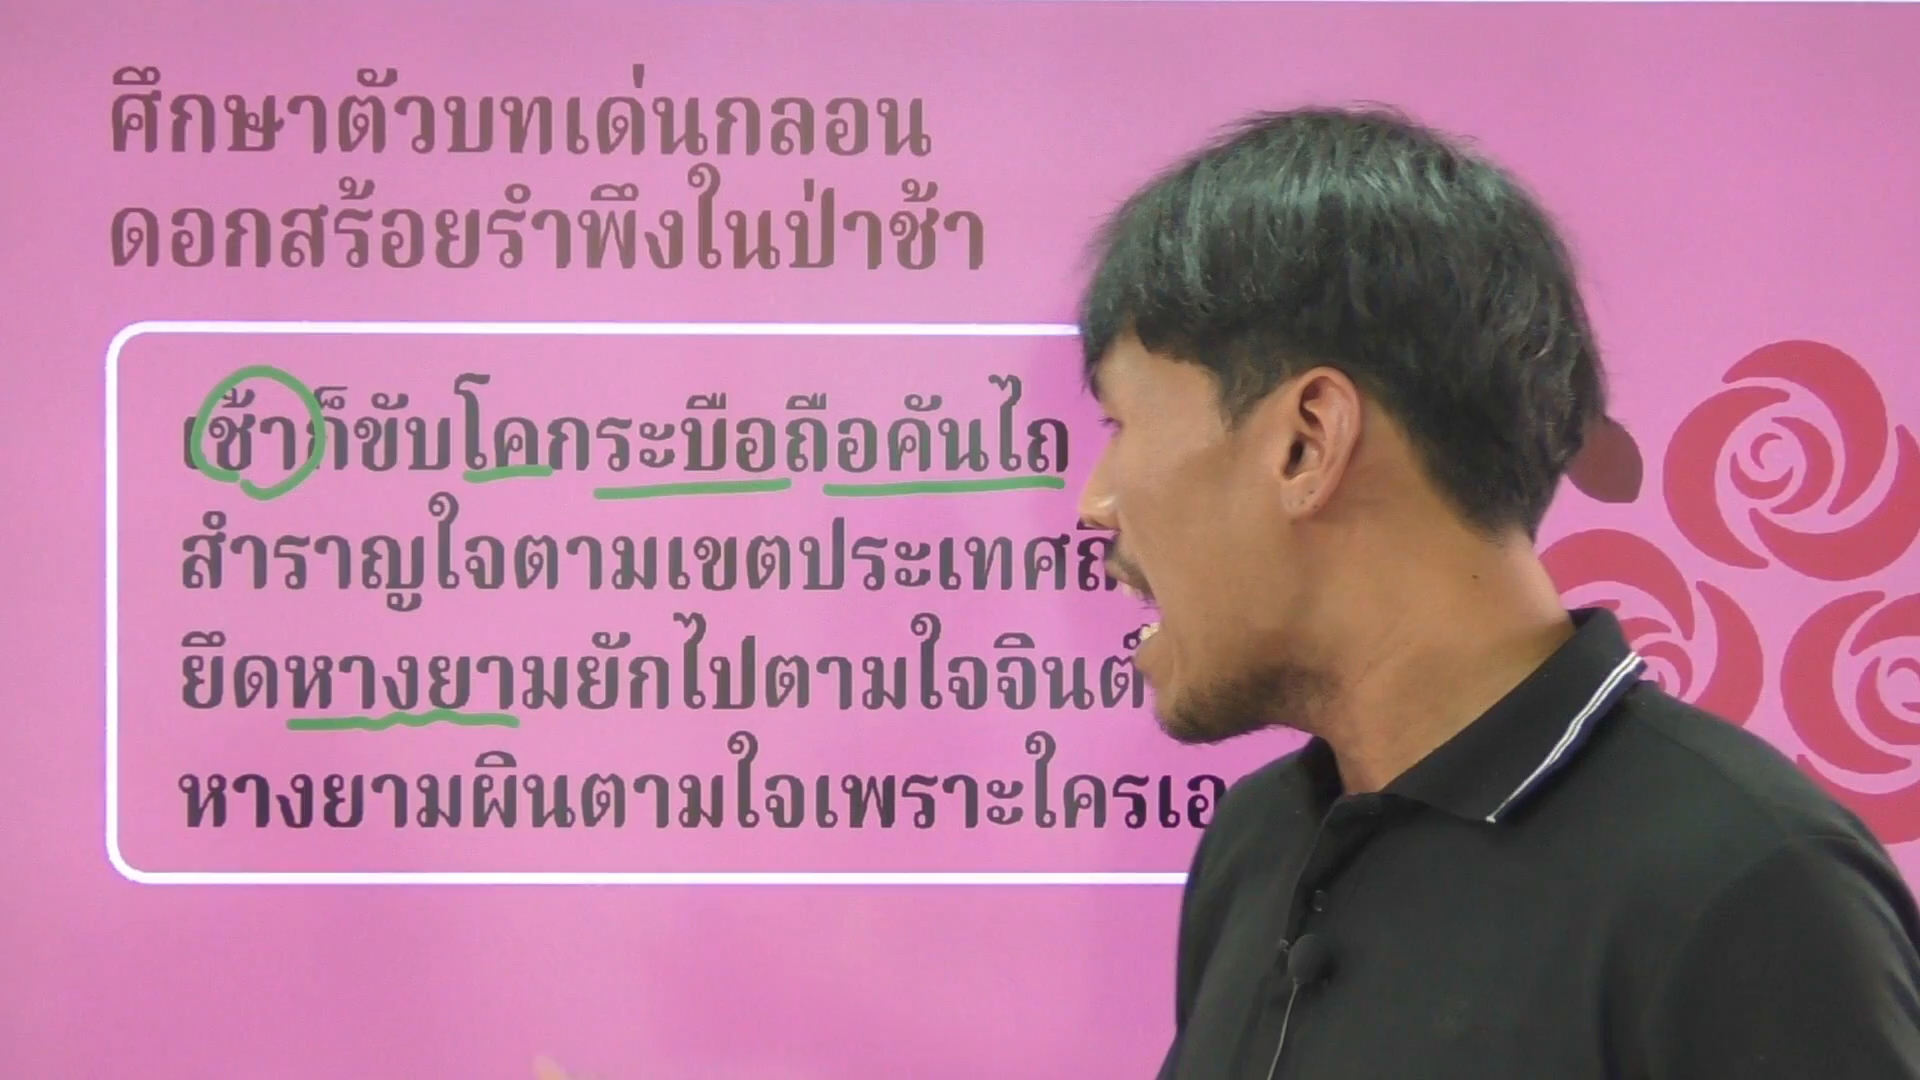 ศึกษาตัวบทเด่นกลอน
ดอกสร้อยรำพึงในป่าช้า
เช้าก็ขับโคกระบือถือคันไถ
สำราญใจตามเขตประเทศ
ยึดหางยามยักไปตามใจ
หางยามผินตามใจเพราะใคร